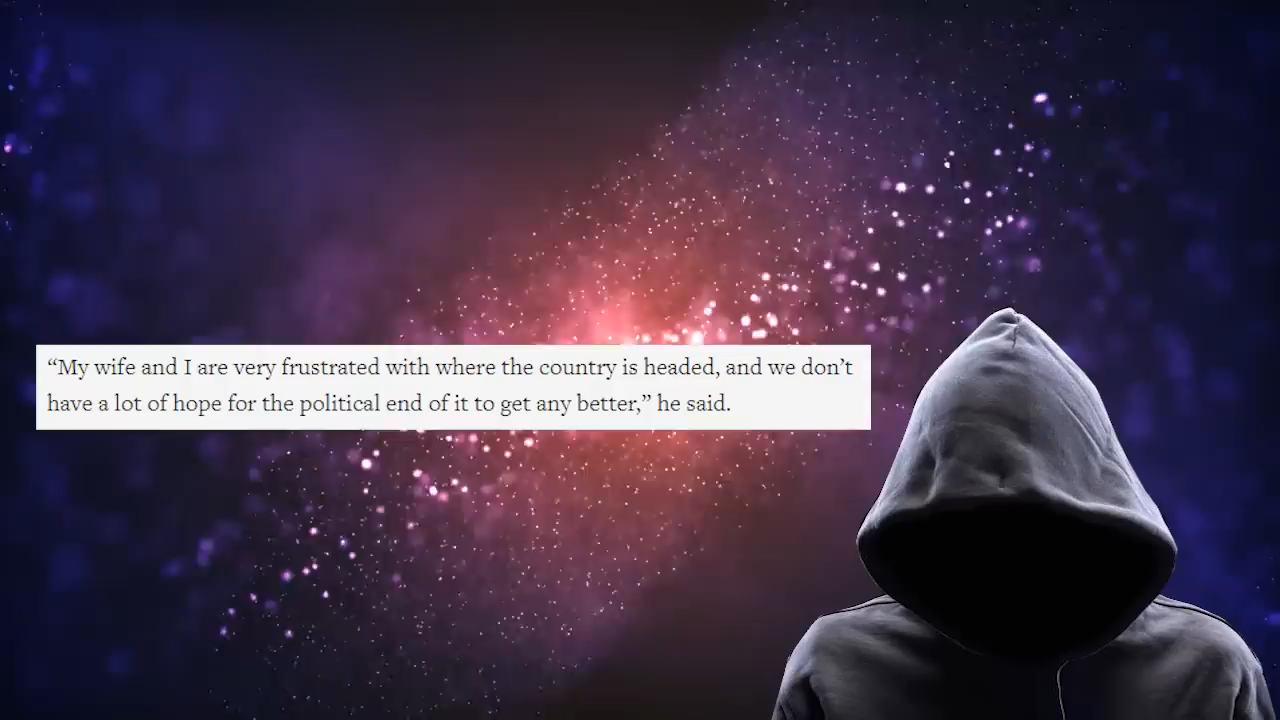 “My wife and I are very frustrated with where the country is headed, and we don’t
have a lot of hope for the political end of it to get any better,” he said.